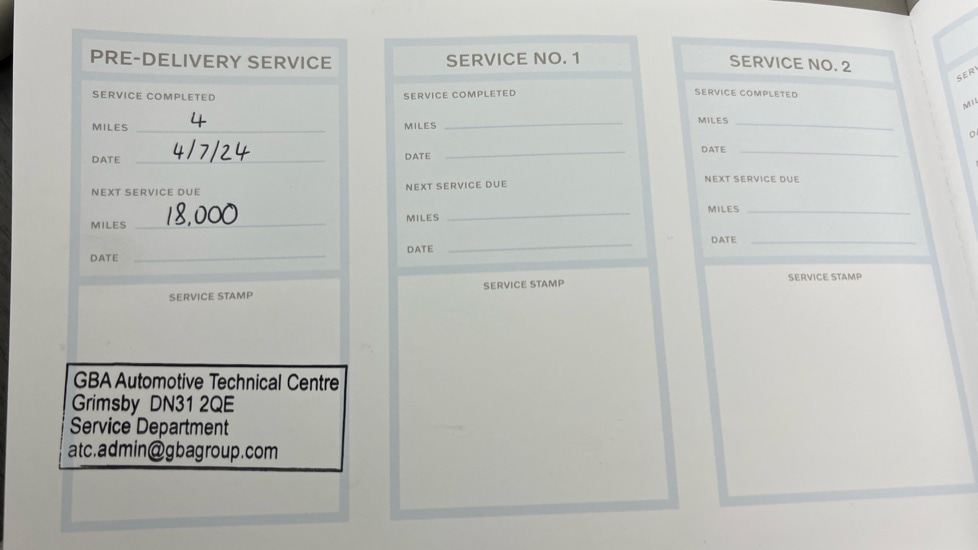 PRE-DELIVERY SERVICE
SERVICE COMPLETED
MILES 4
DATE 4/7/24
NEXT SERVICE DUE
MILES 18,000
DATE
SERVICE STAMP
GBA Automotive Technical Centre
Grimsby DN31 2QE
Service Department
atc.admin@gbagroup.com
SERVICE NO. 1
SERVICE COMPLETED
MILES
DATE
NEXT SERVICE DUE
MILES
DATE
SERVICE STAMP
SERVICE NO. 2
SERVICE COMPLETED
MILES
DATE
NEXT SERVICE DUE
MILES
DATE
SERVICE STAMP